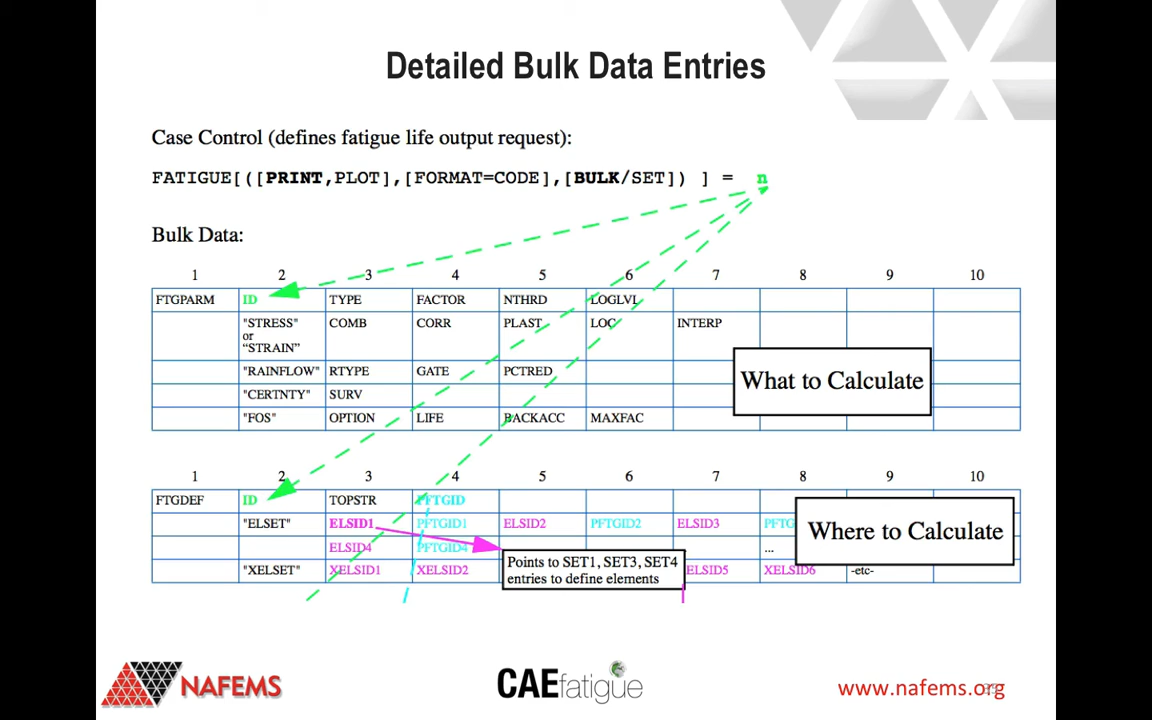 Detailed Bulk Data Entries
Case Control (defines fatigue life output request):
FATIGUE[([PRINT,PLOT],[FORMAT=CODE],[BULK/SET]) ] = n
Bulk Data:
1 2 3 4 5 6 7 8 9 10
FTGPARM ID TYPE FACTOR NTHRD LOGLVL
"STRESS" COMB CORR PLAST LOC INTERP
or
"STRAIN"
"RAINFLOW" RTYPE GATE PCTRED
"CERTNTY" SURV
"FOS" OPTION LIFE BACKACC MAXFAC
What to Calculate
1 2 3 4 5 6 7 8 9 10
FTGDEF ID TOPSTR PFTGID
"ELSET" ELSID1 PFTGID1 ELSID2 PFTGID2 ELSID3
ELSID4 PFTGID4 ...
"XELSET" XELSID1 XELSID2 XELSID6 -etc-
Where to Calculate
Points to SET1, SET3, SET4
entries to define elements
NAFEMS
CAEfatigue
www.nafems.org